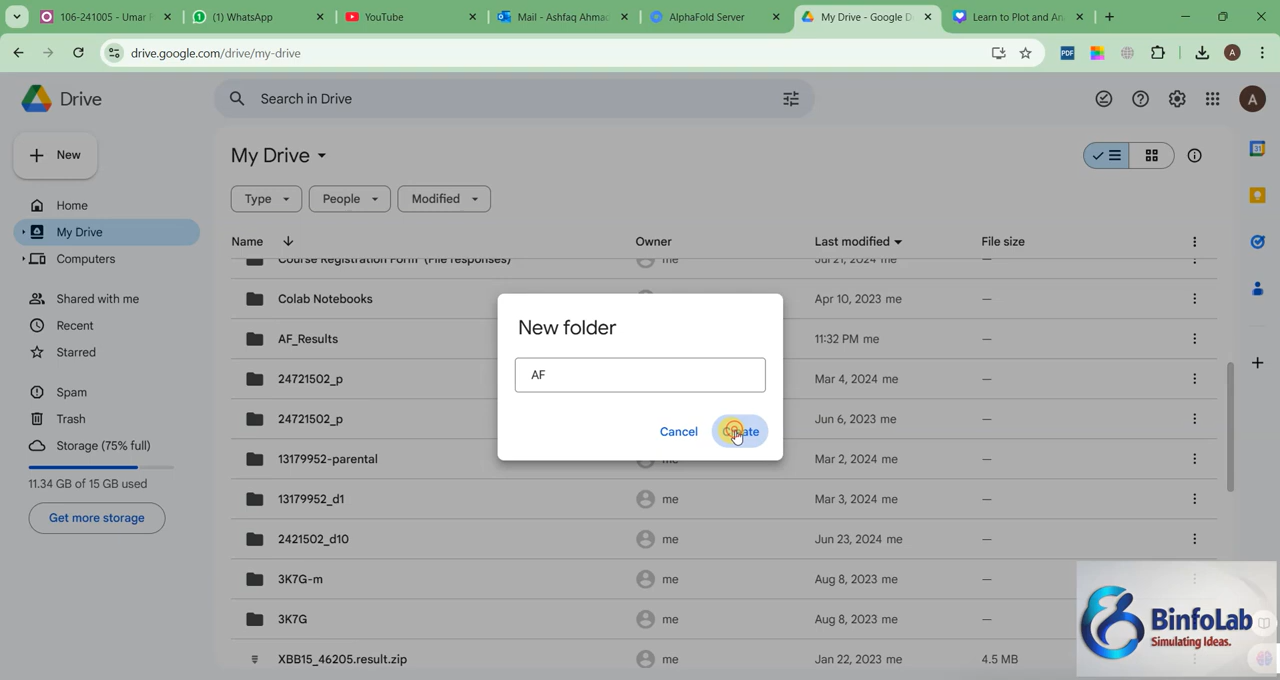 106-241005 - Umar F
(1) WhatsApp
YouTube
Mail - Ashfaq Ahmad
AlphaFold Server
My Drive - Google D
Learn to Plot and An
drive.google.com/drive/my-drive
PDF
A
Drive
Search in Drive
A
New
My Drive
31
Type
People
Modified
Home
My Drive
Computers
Name
Owner
Last modified
File size
Course Registration Form (File responses)
me
Jul 21, 2024 me
—
Shared with me
Colab Notebooks
Apr 10, 2023 me
—
Recent
New folder
AF_Results
11:32 PM me
—
Starred
AF
24721502_p
Mar 4, 2024 me
—
Spam
Trash
24721502_p
Jun 6, 2023 me
—
Cancel
Storage (75% full)
13179952-parental
me
Mar 2, 2024 me
—
11.34 GB of 15 GB used
13179952_d1
me
Mar 3, 2024 me
—
Get more storage
2421502_d10
me
Jun 23, 2024 me
—
3K7G-m
me
Aug 8, 2023 me
—
3K7G
me
Aug 8, 2023 me
—
BinfoLab
Simulating Ideas.
XBB15_46205.result.zip
me
Jan 22, 2023 me
4.5 MB